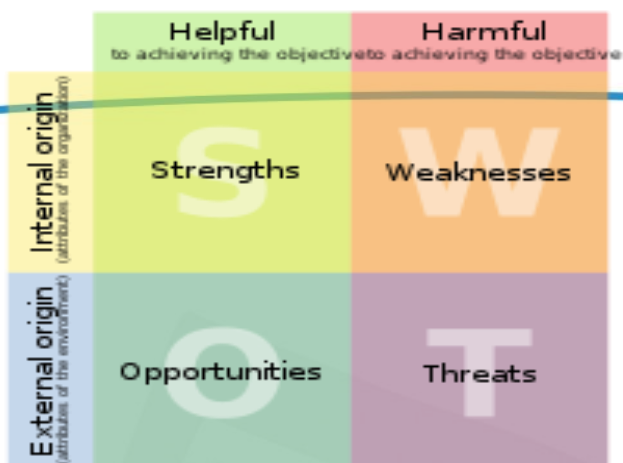 Helpful
to achieving the objective
Harmful
to achieving the objective
Internal origin
(attributes of the organization)
S
Strengths
W
Weaknesses
External origin
(attributes of the environment)
O
Opportunities
T
Threats